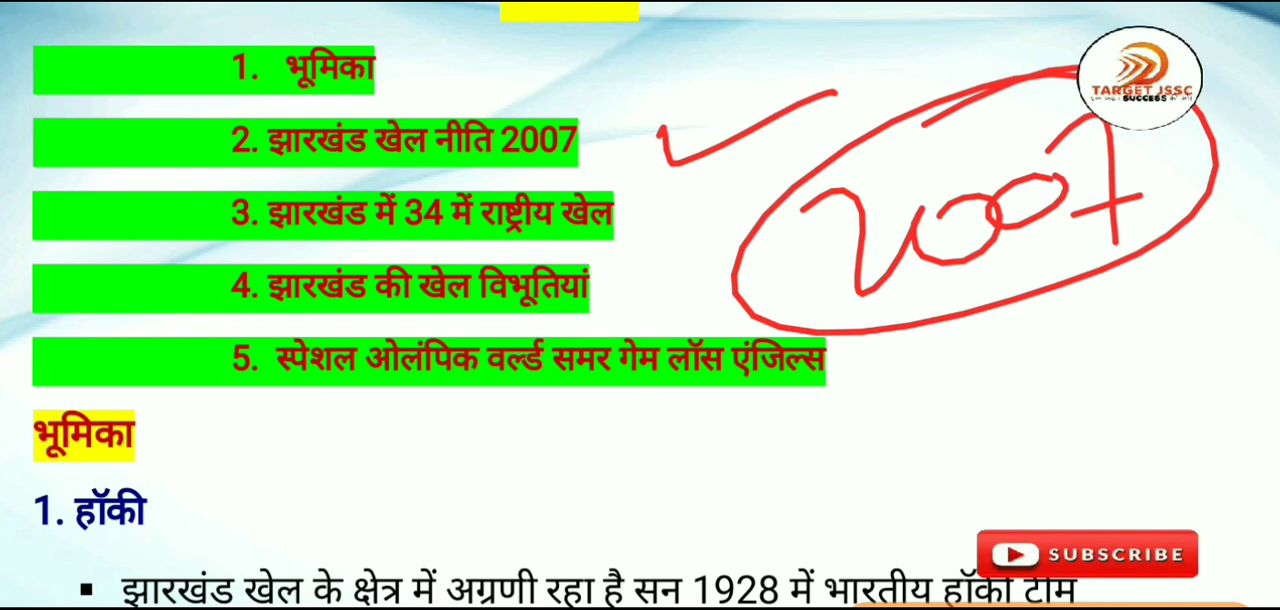 1. भूमिका
2. झारखंड खेल नीति 2007
3. झारखंड में 34 में राष्ट्रीय खेल
4. झारखंड की खेल विभूतियां
5. स्पेशल ओलंपिक वर्ल्ड समर गेम लॉस एंजिल्स
2007
TARGET JSSC
SUCCESS
भूमिका
1. हॉकी
SUBSCRIBE
▪ झारखंड खेल के क्षेत्र में अग्रणी रहा है सन 1928 में भारतीय हॉकी टीम